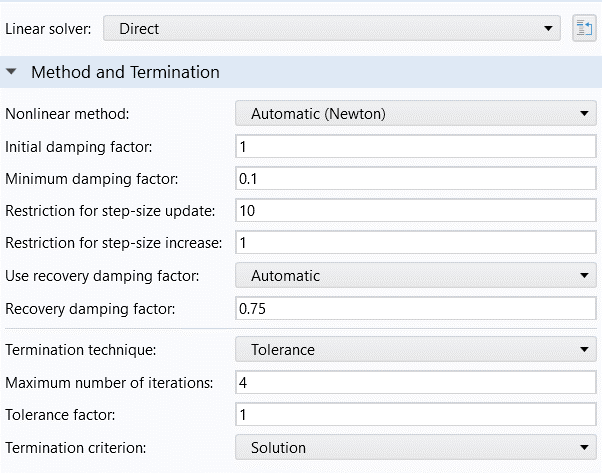 Linear solver: Direct
Method and Termination
Nonlinear method: Automatic (Newton)
Initial damping factor: 1
Minimum damping factor: 0.1
Restriction for step-size update: 10
Restriction for step-size increase: 1
Use recovery damping factor: Automatic
Recovery damping factor: 0.75
Termination technique: Tolerance
Maximum number of iterations: 4
Tolerance factor: 1
Termination criterion: Solution